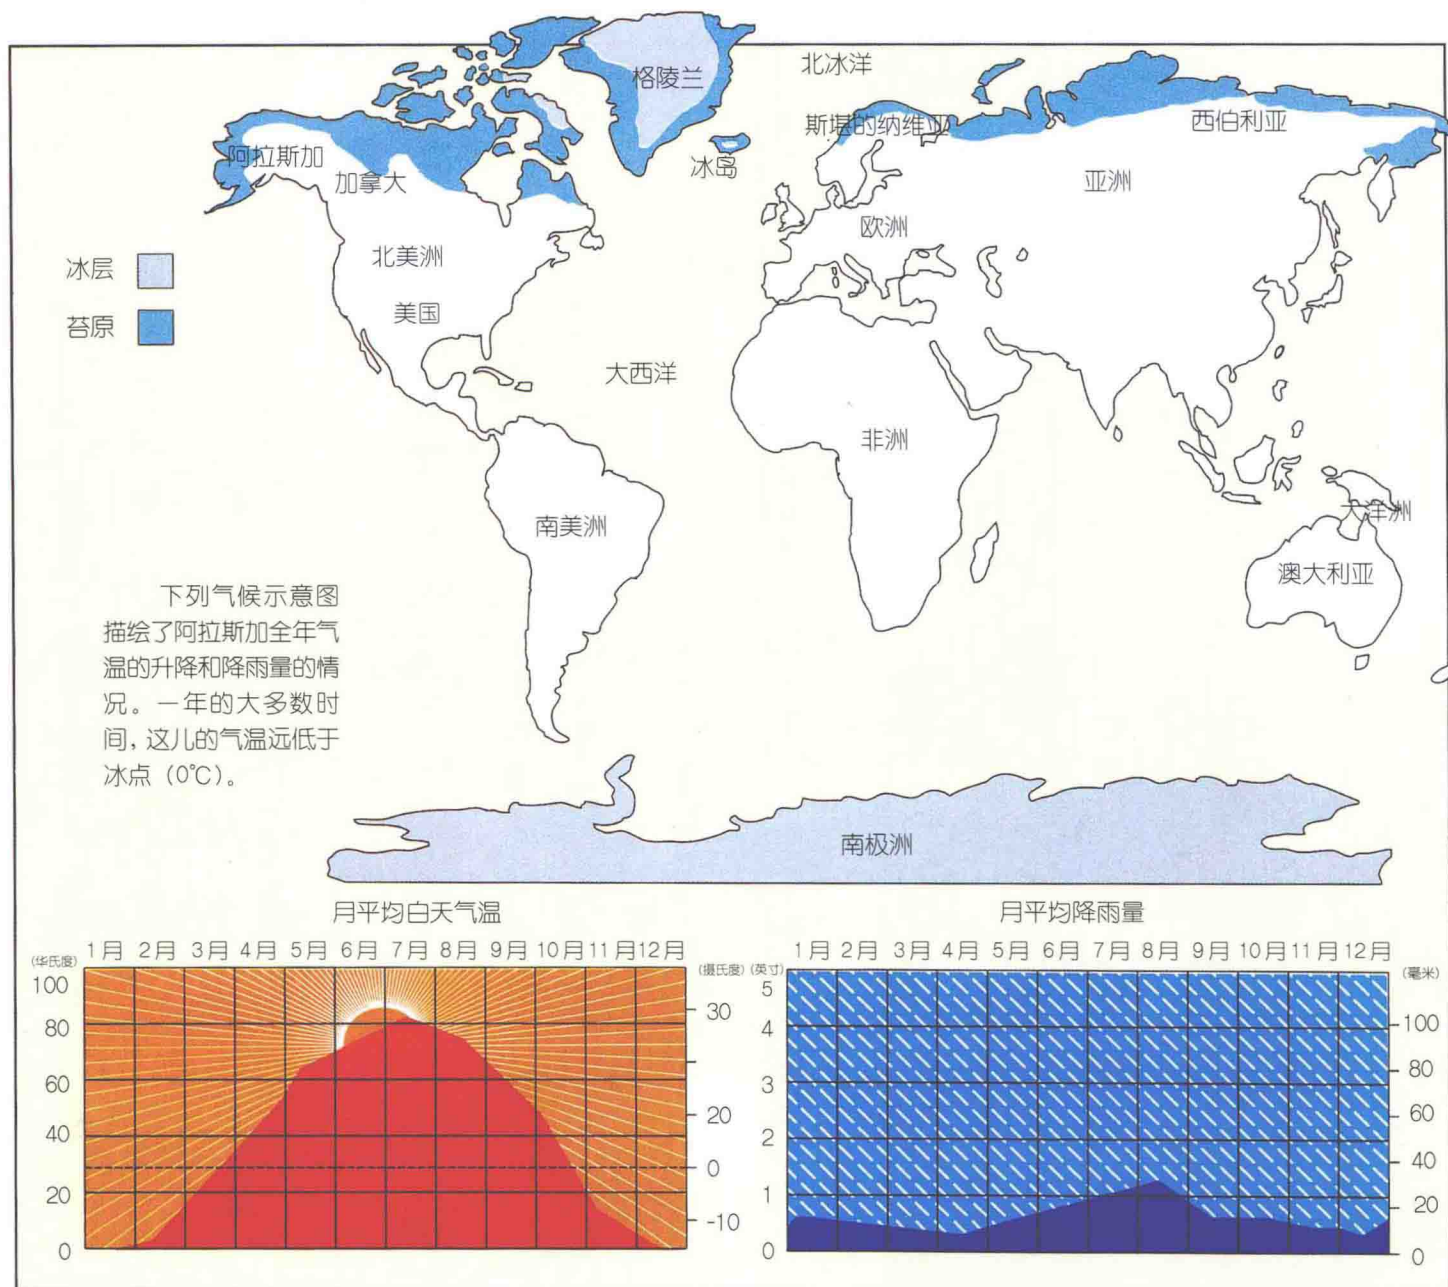 北冰洋
格陵兰
斯堪的纳维亚
西伯利亚
阿拉斯加
冰岛
加拿大
亚洲
欧洲
北美洲
冰层
美国
苔原
大西洋
非洲
大洋洲
南美洲
澳大利亚
下列气候示意图
描绘了阿拉斯加全年气
温的升降和降雨量的情
况。一年的大多数时
间，这儿的气温远低于
冰点（0℃）。
南极洲
月平均白天气温
1月 2月 3月 4月 5月 6月 7月 8月 9月 10月 11月 12月
(华氏度)
100
80
60
40
20
0
(摄氏度)
30
20
0
-10
月平均降雨量
1月 2月 3月 4月 5月 6月 7月 8月 9月 10月 11月 12月
(英寸)
5
4
3
2
1
0
(毫米)
100
80
60
40
20
0